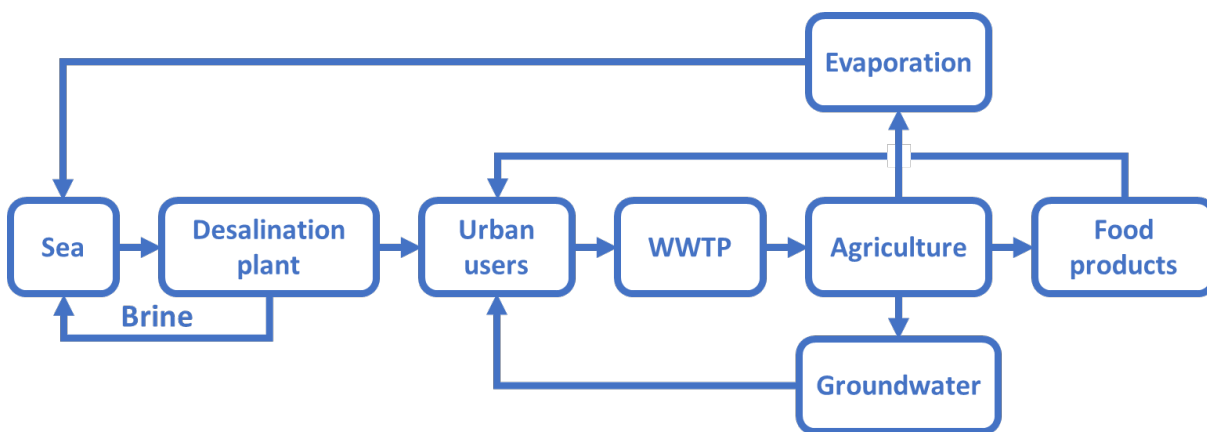 Evaporation
Sea
Desalination
plant
Urban
users
WWTP
Agriculture
Food
products
Brine
Groundwater